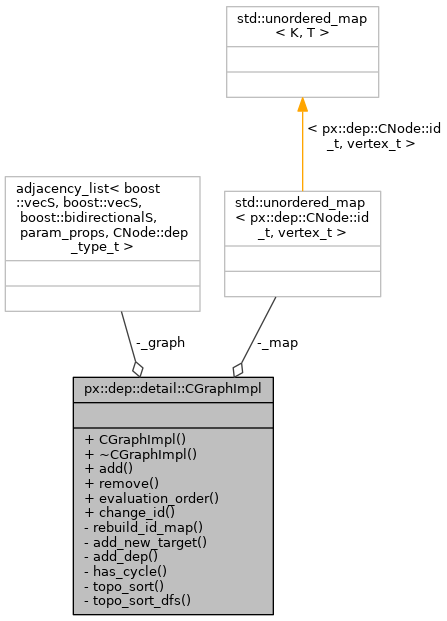 std::unordered_map
< K, T >
< px::dep::CNode::id
_t, vertex_t >
adjacency_list< boost
::vecS, boost::vecS,
boost::bidirectionalS,
param_props, CNode::dep
_type_t >
std::unordered_map
< px::dep::CNode::id
_t, vertex_t >
-_graph
-_map
px::dep::detail::CGraphImpl
+ CGraphImpl()
+ ~CGraphImpl()
+ add()
+ remove()
+ evaluation_order()
+ change_id()
- rebuild_id_map()
- add_new_target()
- add_dep()
- has_cycle()
- topo_sort()
- topo_sort_dfs()